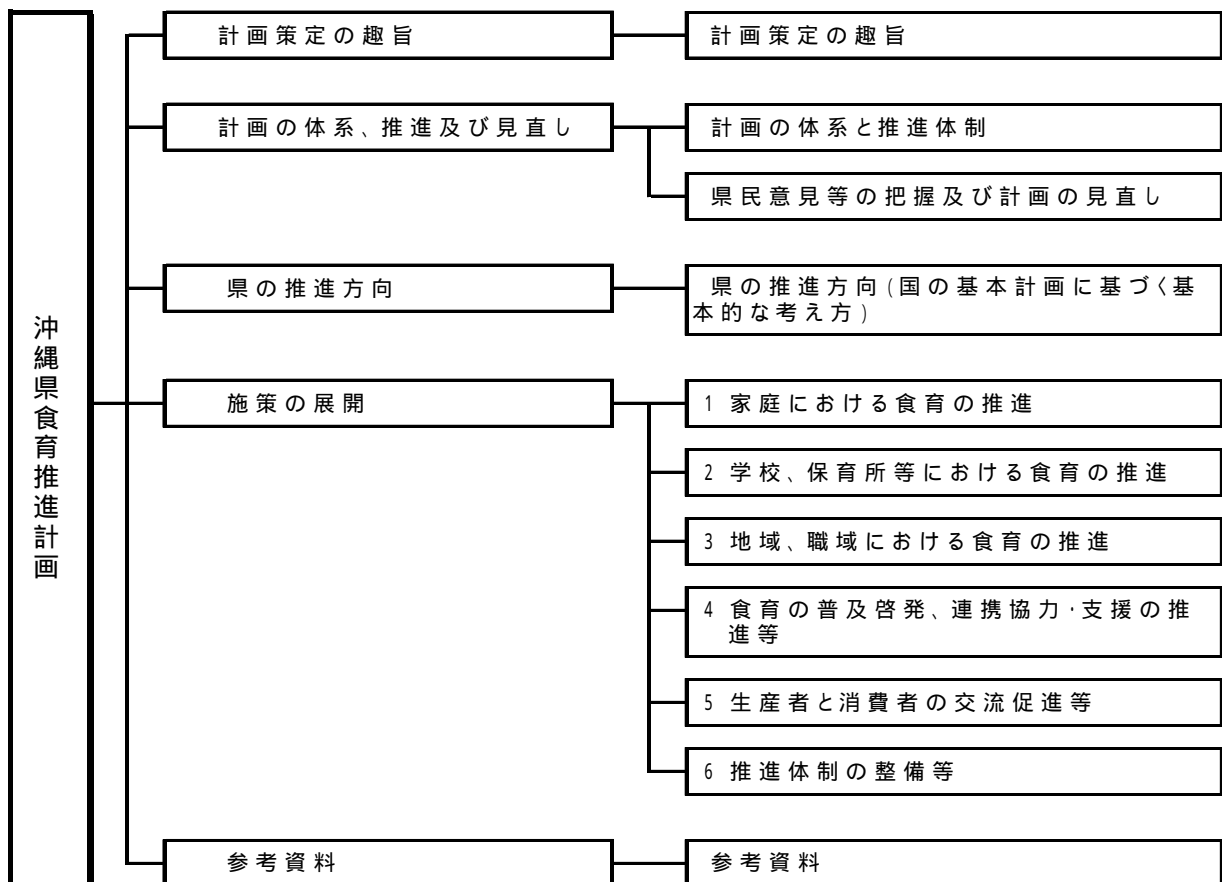 沖縄県食育推進計画
計画策定の趣旨
計画策定の趣旨
計画の体系、推進及び見直し
計画の体系と推進体制
県民意見等の把握及び計画の見直し
県の推進方向
県の推進方向(国の基本計画に基づく基
本的な考え方)
施策の展開
1 家庭における食育の推進
2 学校、保育所等における食育の推進
3 地域、職域における食育の推進
4 食育の普及啓発、連携協力・支援の推
進等
5 生産者と消費者の交流促進等
6 推進体制の整備等
参考資料
参考資料